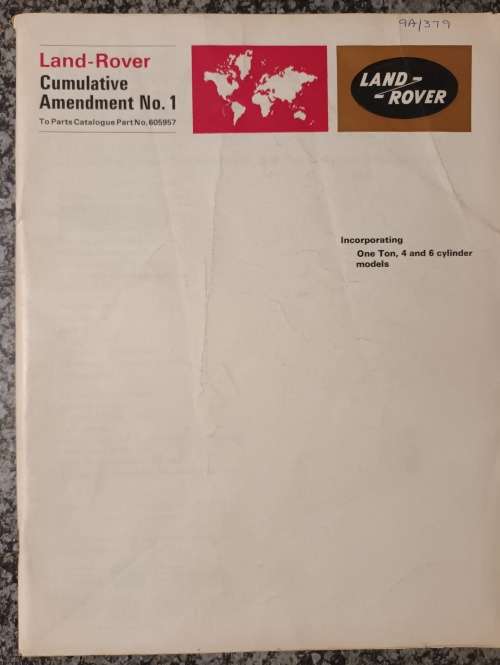 9A/379
Land-Rover
Cumulative
Amendment No. 1
To Parts Catalogue Part No. 605957
LAND-
-ROVER
Incorporating
One Ton, 4 and 6 cylinder
models